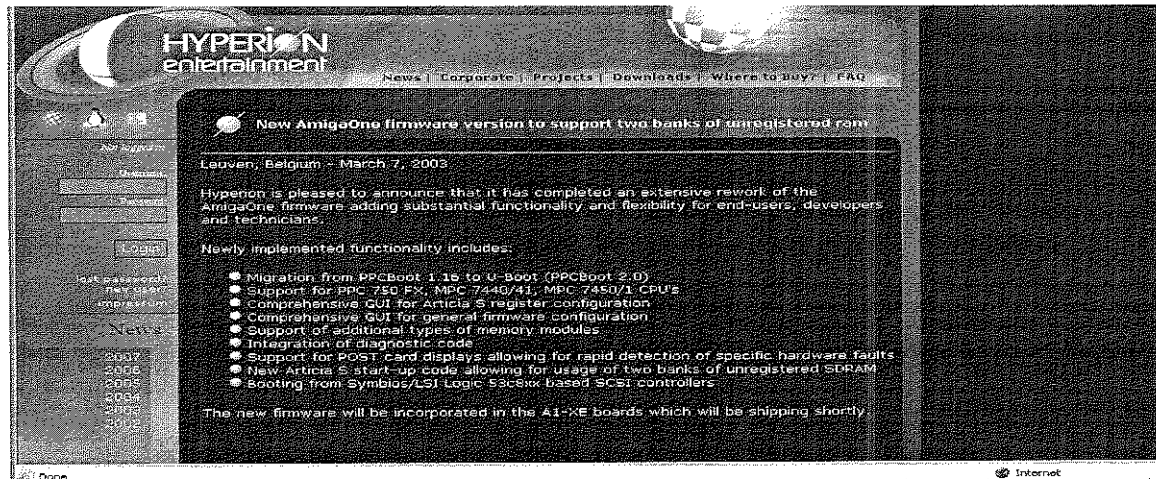 HYPERION
entertainment
News | Corporate | Projects | Downloads | Where to Buy? | FAQ
New AmigaOne firmware version to support two banks of unregistered ram
Not logged in
Username
Password
Login
lost password?
new user?
impressum
News
2007
2006
2005
2004
2003
2002
Leuven, Belgium - March 7, 2003
Hyperion is pleased to announce that it has completed an extensive rework of the
AmigaOne firmware adding substantial functionality and flexibility for end-users, developers
and technicians.
Newly implemented functionality includes:
Migration from PPCBoot 1.16 to U-Boot (PPCBoot 2.0)
Support for PPC 750 FX, MPC 7440/41, MPC 7450/1 CPU's
Comprehensive GUI for Articia S register configuration
Comprehensive GUI for general firmware configuration
Support of additional types of memory modules
Integration of diagnostic code
Support for POST card displays allowing for rapid detection of specific hardware faults
New Articia S start-up code allowing for usage of two banks of unregistered SDRAM
Booting from Symbios/LSI Logic 53c8xx based SCSI controllers
The new firmware will be incorporated in the A1-XE boards which will be shipping shortly.
Done
Internet